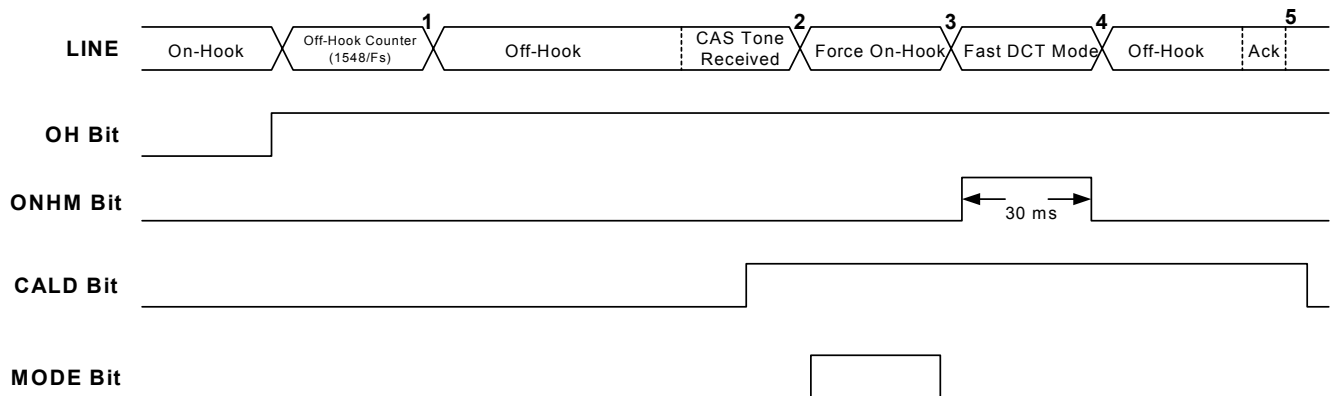 1 2 3 4 5
LINE On-Hook Off-Hook Counter (1548/Fs) Off-Hook CAS Tone Received Force On-Hook Fast DCT Mode Off-Hook Ack
OH Bit
ONHM Bit
30 ms
CALD Bit
MODE Bit